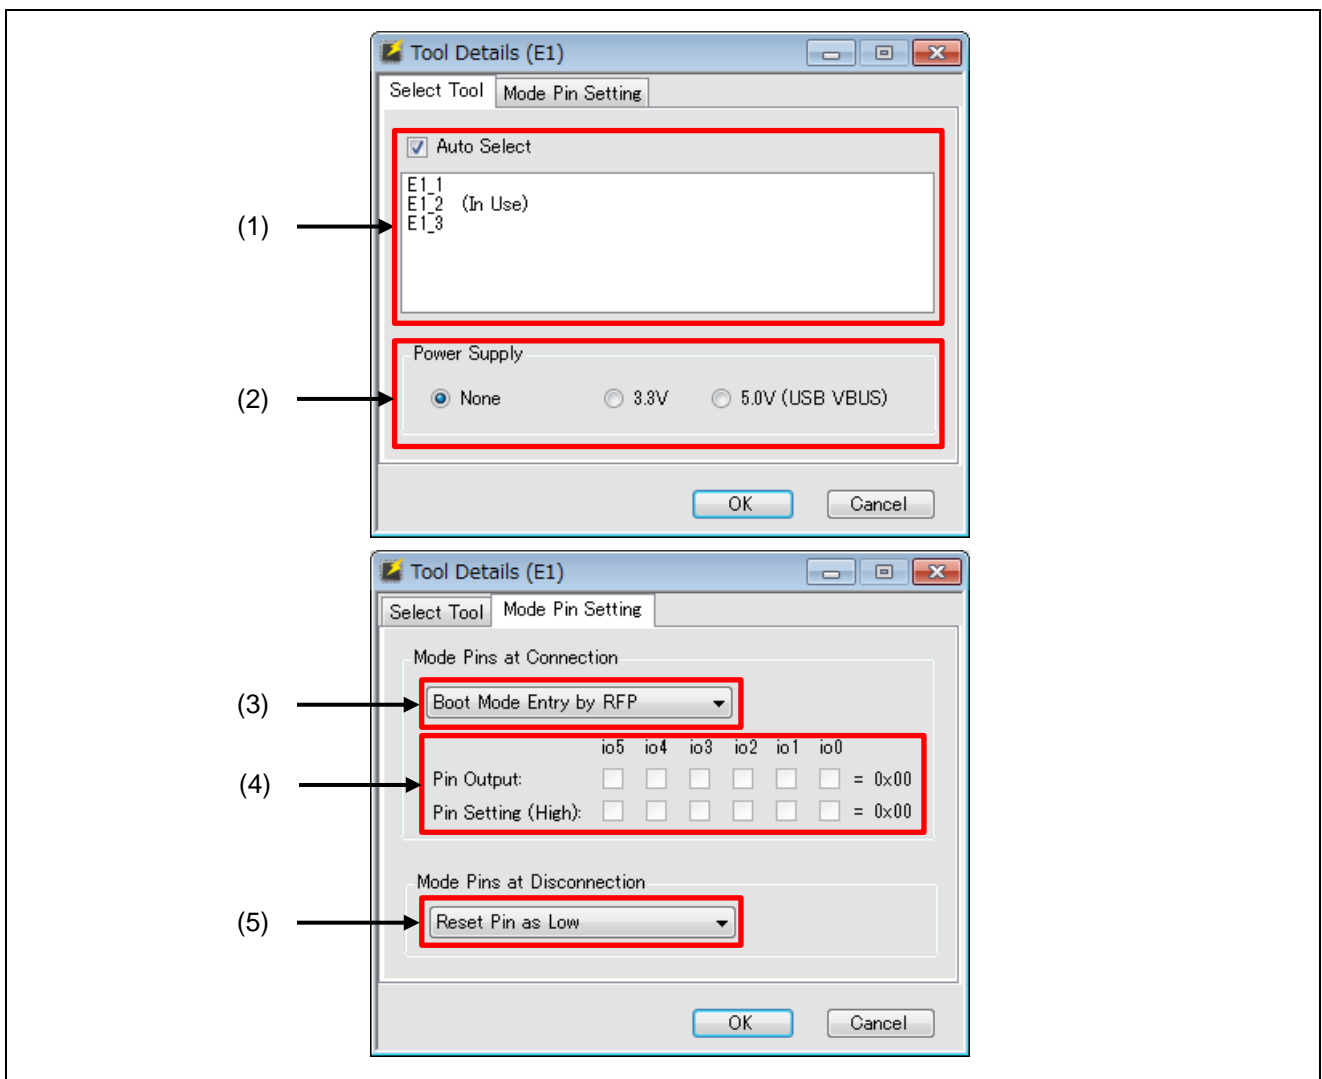 Tool Details (E1)
Select Tool Mode Pin Setting
Auto Select
E1_1
E1_2 (In Use)
(1)
E1_3
Power Supply
(2)
None 3.3V 5.0V (USB VBUS)
OK Cancel
Tool Details (E1)
Select Tool Mode Pin Setting
Mode Pins at Connection
(3)
Boot Mode Entry by RFP
io5 io4 io3 io2 io1 io0
(4)
Pin Output: = 0x00
Pin Setting (High): = 0x00
Mode Pins at Disconnection
(5)
Reset Pin as Low
OK Cancel